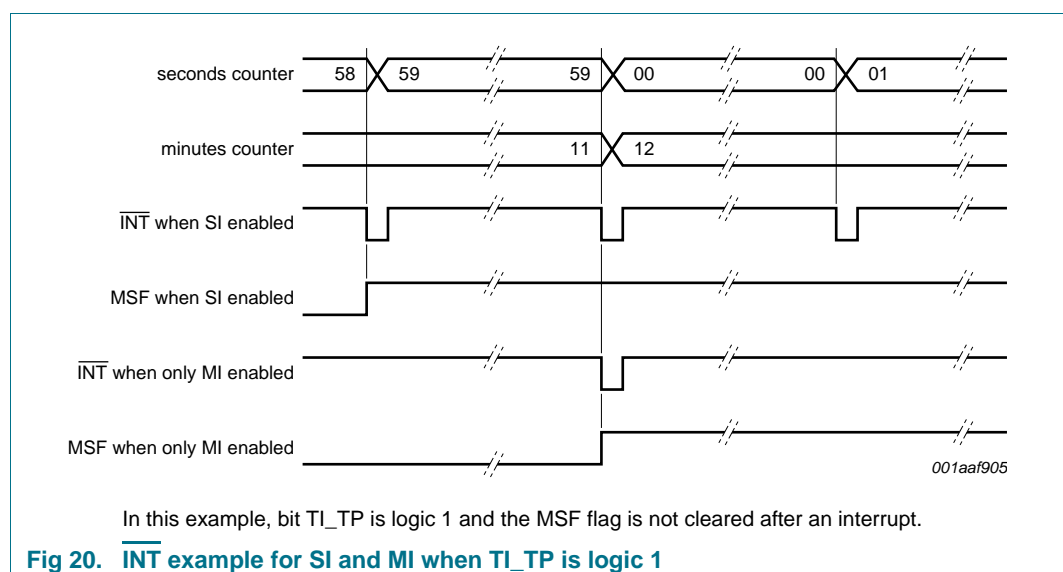 seconds counter 58 59 59 00 00 01
minutes counter 11 12
INT when SI enabled
MSF when SI enabled
INT when only MI enabled
MSF when only MI enabled
001aaf905
In this example, bit TI_TP is logic 1 and the MSF flag is not cleared after an interrupt.
Fig 20. INT example for SI and MI when TI_TP is logic 1